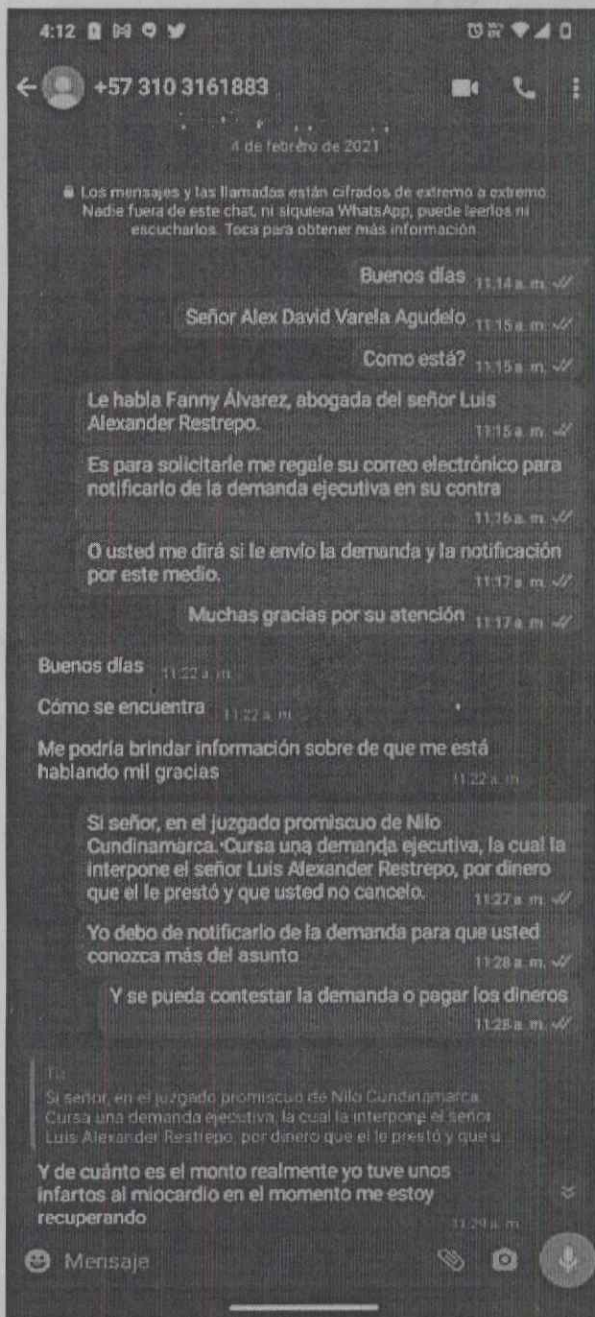 4:12
+57 310 3161883
4 de febrero de 2021
Los mensajes y las llamadas están cifrados de extremo a extremo.
Nadie fuera de este chat, ni siquiera WhatsApp, puede leerlos ni
escucharlos. Toca para obtener más información.
Buenos días 11:14 a. m.
Señor Alex David Varela Agudelo 11:15 a. m.
Como está? 11:15 a. m.
Le habla Fanny Álvarez, abogada del señor Luis
Alexander Restrepo. 11:15 a. m.
Es para solicitarle me regale su correo electrónico para
notificarlo de la demanda ejecutiva en su contra
11:16 a. m.
O usted me dirá si le envío la demanda y la notificación
por este medio. 11:17 a. m.
Muchas gracias por su atención 11:17 a. m.
Buenos días 11:22 a. m.
Cómo se encuentra 11:22 a. m.
Me podría brindar información sobre de que me está
hablando mil gracias 11:22 a. m.
Si señor, en el juzgado promiscuo de Nilo
Cundinamarca. Cursa una demanda ejecutiva, la cual la
interpone el señor Luis Alexander Restrepo, por dinero
que el le prestó y que usted no cancelo. 11:27 a. m.
Yo debo de notificarlo de la demanda para que usted
conozca más del asunto 11:28 a. m.
Y se pueda contestar la demanda o pagar los dineros
11:28 a. m.
Tú
Si señor, en el juzgado promiscuo de Nilo Cundinamarca.
Cursa una demanda ejecutiva, la cual la interpone el señor
Luis Alexander Restrepo, por dinero que el le prestó y que u
Y de cuánto es el monto realmente yo tuve unos
infartos al miocardio en el momento me estoy
recuperando 11:29 a. m.
Mensaje